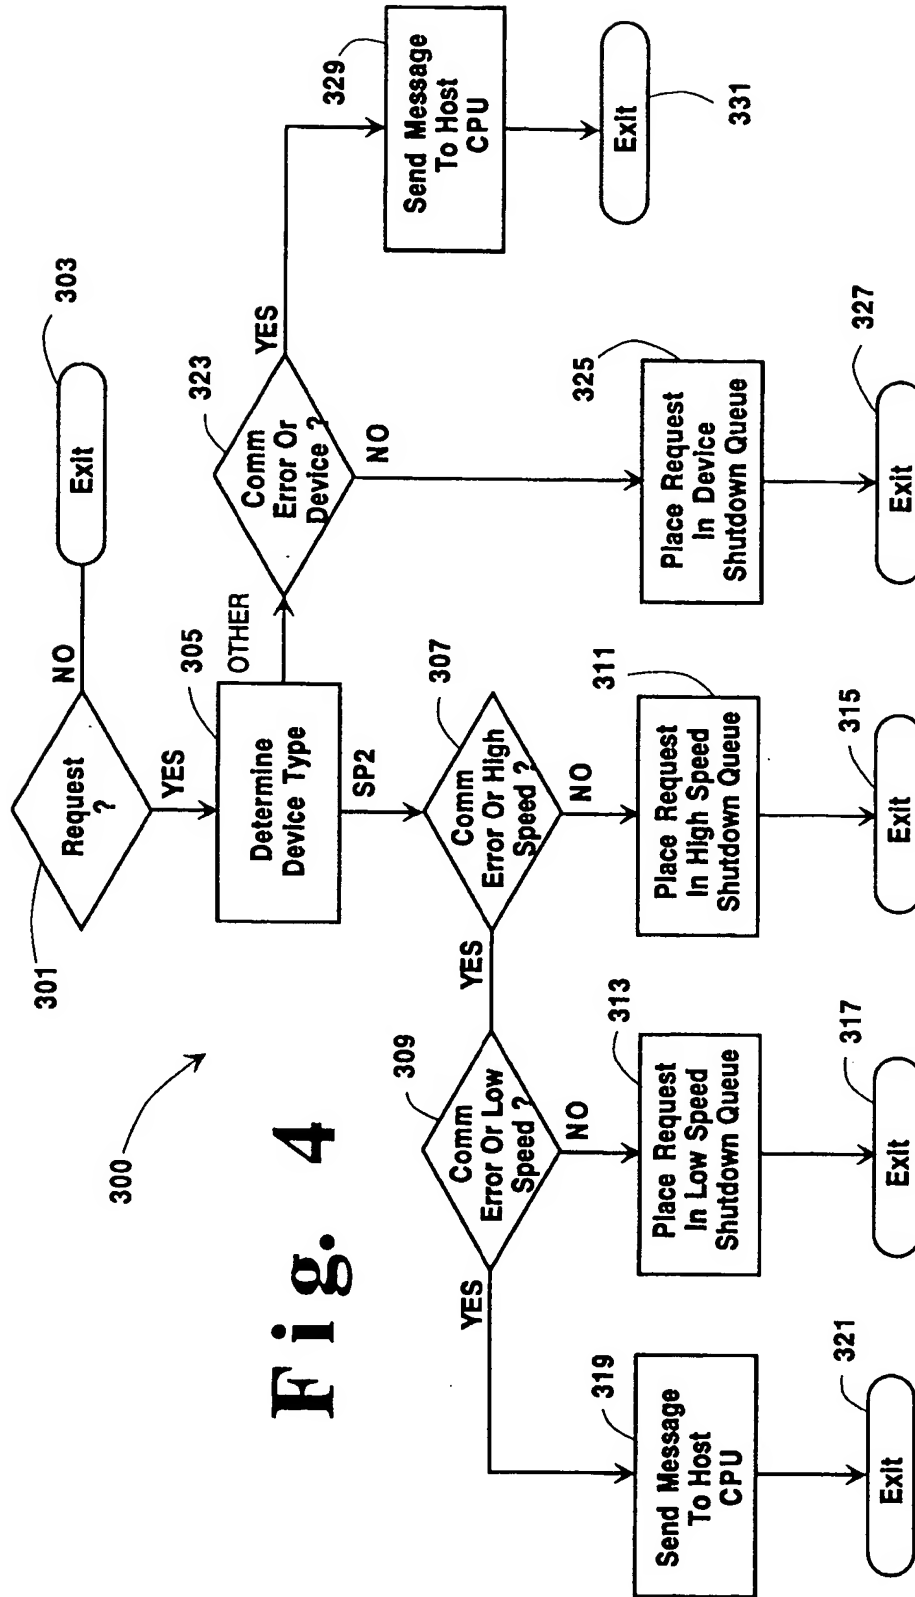 Fig. 4
300
301
Request
?
NO
303
Exit
YES
305
Determine
Device Type
OTHER
323
Comm
Error Or
Device ?
YES
329
Send Message
To Host
CPU
Exit
331
NO
325
Place Request
In Device
Shutdown Queue
327
Exit
SP2
307
Comm
Error Or High
Speed ?
NO
311
Place Request
In High Speed
Shutdown Queue
315
Exit
YES
309
Comm
Error Or Low
Speed ?
NO
313
Place Request
In Low Speed
Shutdown Queue
317
Exit
YES
319
Send Message
To Host
CPU
321
Exit